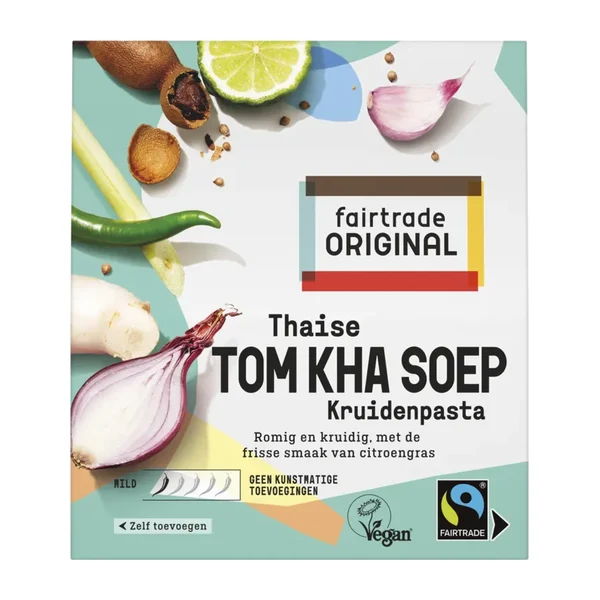 fairtrade
ORIGINAL
Thaise
TOM KHA SOEP
Kruidenpasta
Romig en kruidig, met de
frisse smaak van citroengras
MILD
GEEN KUNSTMATIGE
TOEVOEGINGEN
Zelf toevoegen
Vegan
®
FAIRTRADE